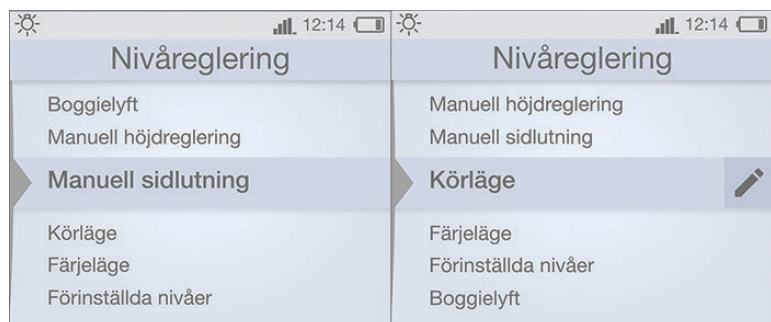 12:14
Nivåreglering
Boggielyft
Manuell höjdreglering
Manuell sidlutning
Körläge
Färjeläge
Förinställda nivåer
12:14
Nivåreglering
Manuell höjdreglering
Manuell sidlutning
Körläge
Färjeläge
Förinställda nivåer
Boggielyft